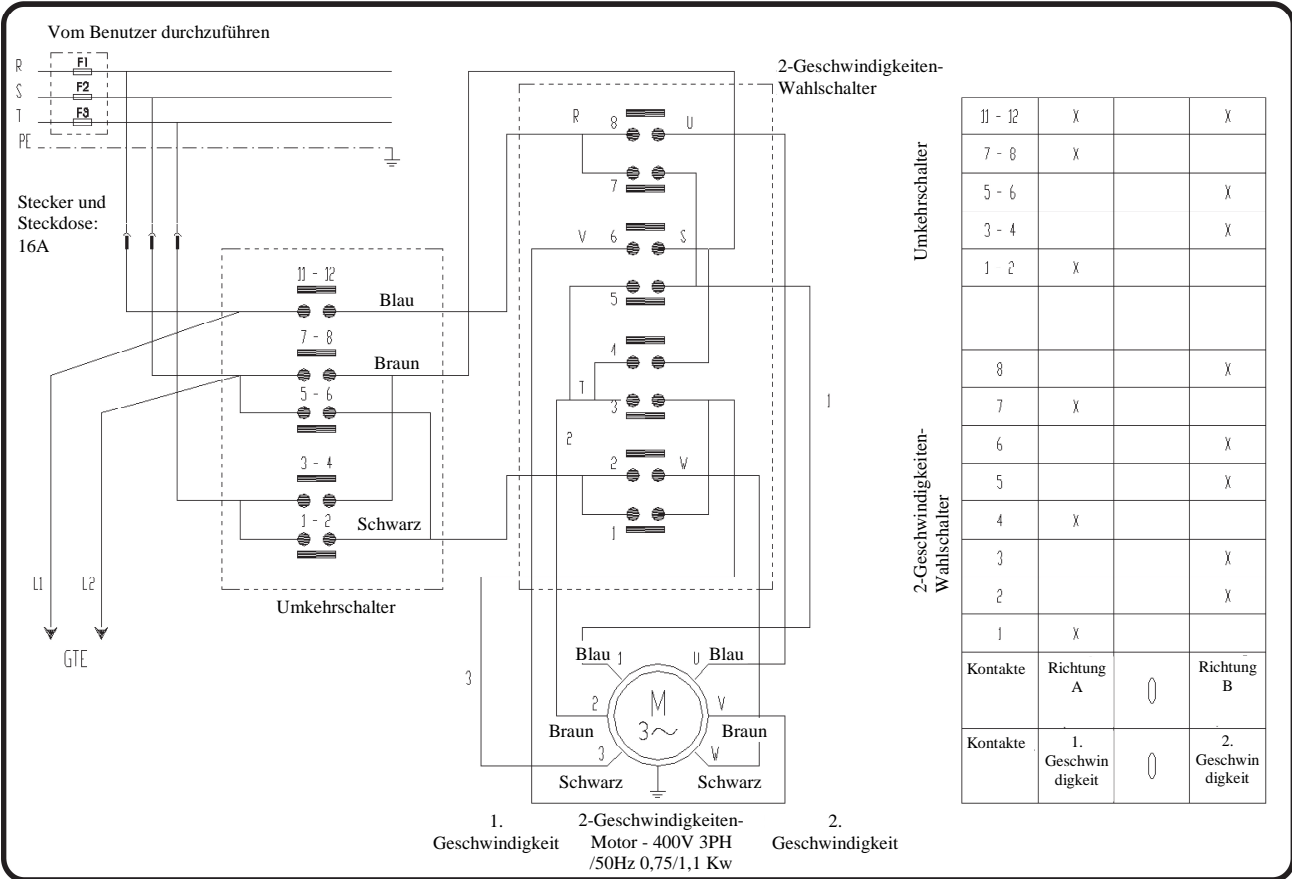 Vom Benutzer durchzuführen
R
F1
S
F2
T
F3
PE
Stecker und
Steckdose:
16A
11 - 12
Blau
7 - 8
Braun
5 - 6
3 - 4
1 - 2
Schwarz
Umkehrschalter
L1
L2
GTE
2-Geschwindigkeiten-
Wahlschalter
R
8
U
7
V
6
S
5
4
T
3
2
2
W
1
1
3
Blau
1
U
Blau
2
M
3~
V
Braun
Braun
3
W
Schwarz
Schwarz
1.
Geschwindigkeit
2-Geschwindigkeiten-
Motor - 400V 3PH
/50Hz 0,75/1,1 Kw
2.
Geschwindigkeit
Umkehrschalter
11 - 12 X X
7 - 8 X
5 - 6 X
3 - 4 X
1 - 2 X
2-Geschwindigkeiten-
Wahlschalter
8 X
7 X
6 X
5 X
4 X
3 X
2 X
1 X
Kontakte Richtung 0 Richtung
A B
Kontakte 1. 0 2.
Geschwin Geschwin
digkeit digkeit